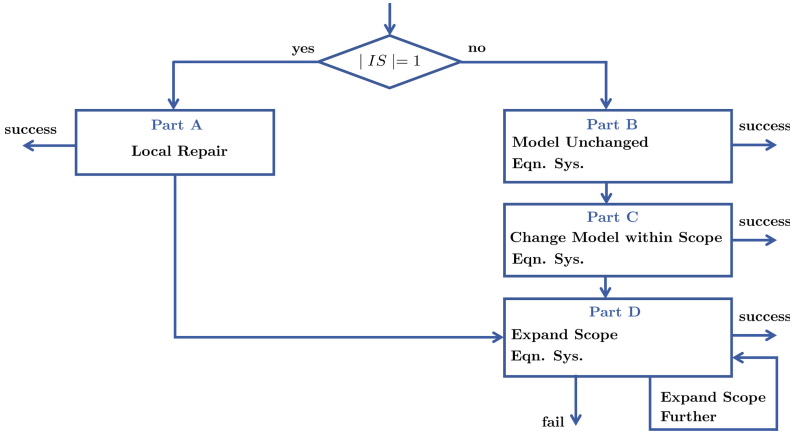 yes
| IS |= 1
no
success
Part A
Local Repair
Part B
Model Unchanged
Eqn. Sys.
success
Part C
Change Model within Scope
Eqn. Sys.
success
Part D
Expand Scope
Eqn. Sys.
success
fail
Expand Scope
Further